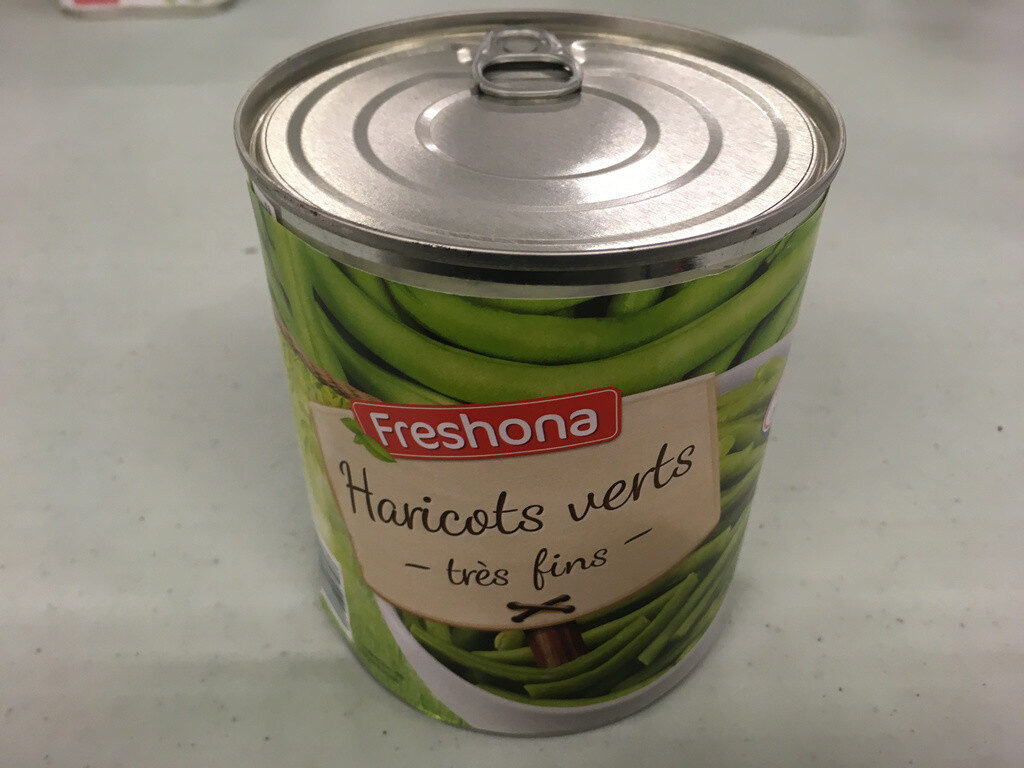 Freshona
Haricots verts
- très fins -